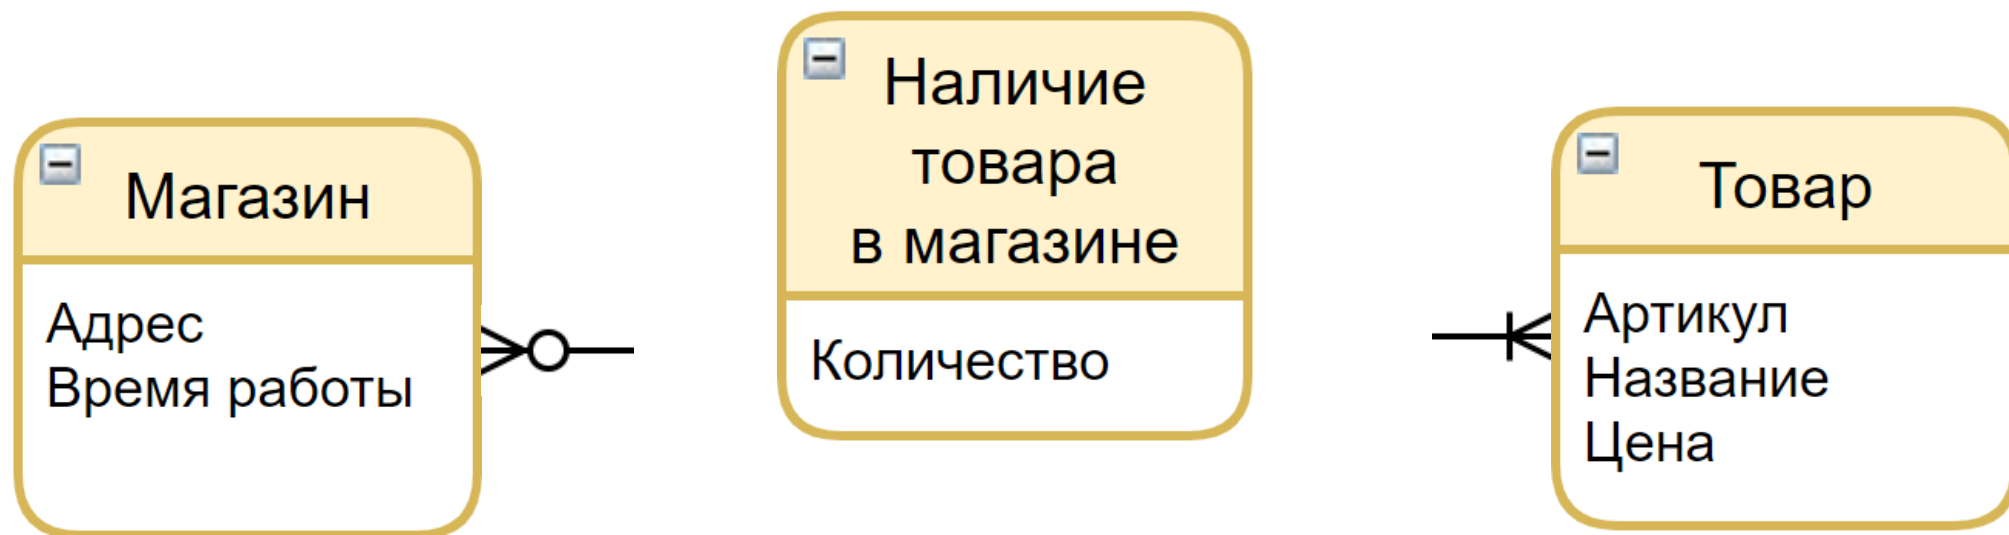 Магазин
Адрес
Время работы
Наличие
товара
в магазине
Количество
Товар
Артикул
Название
Цена